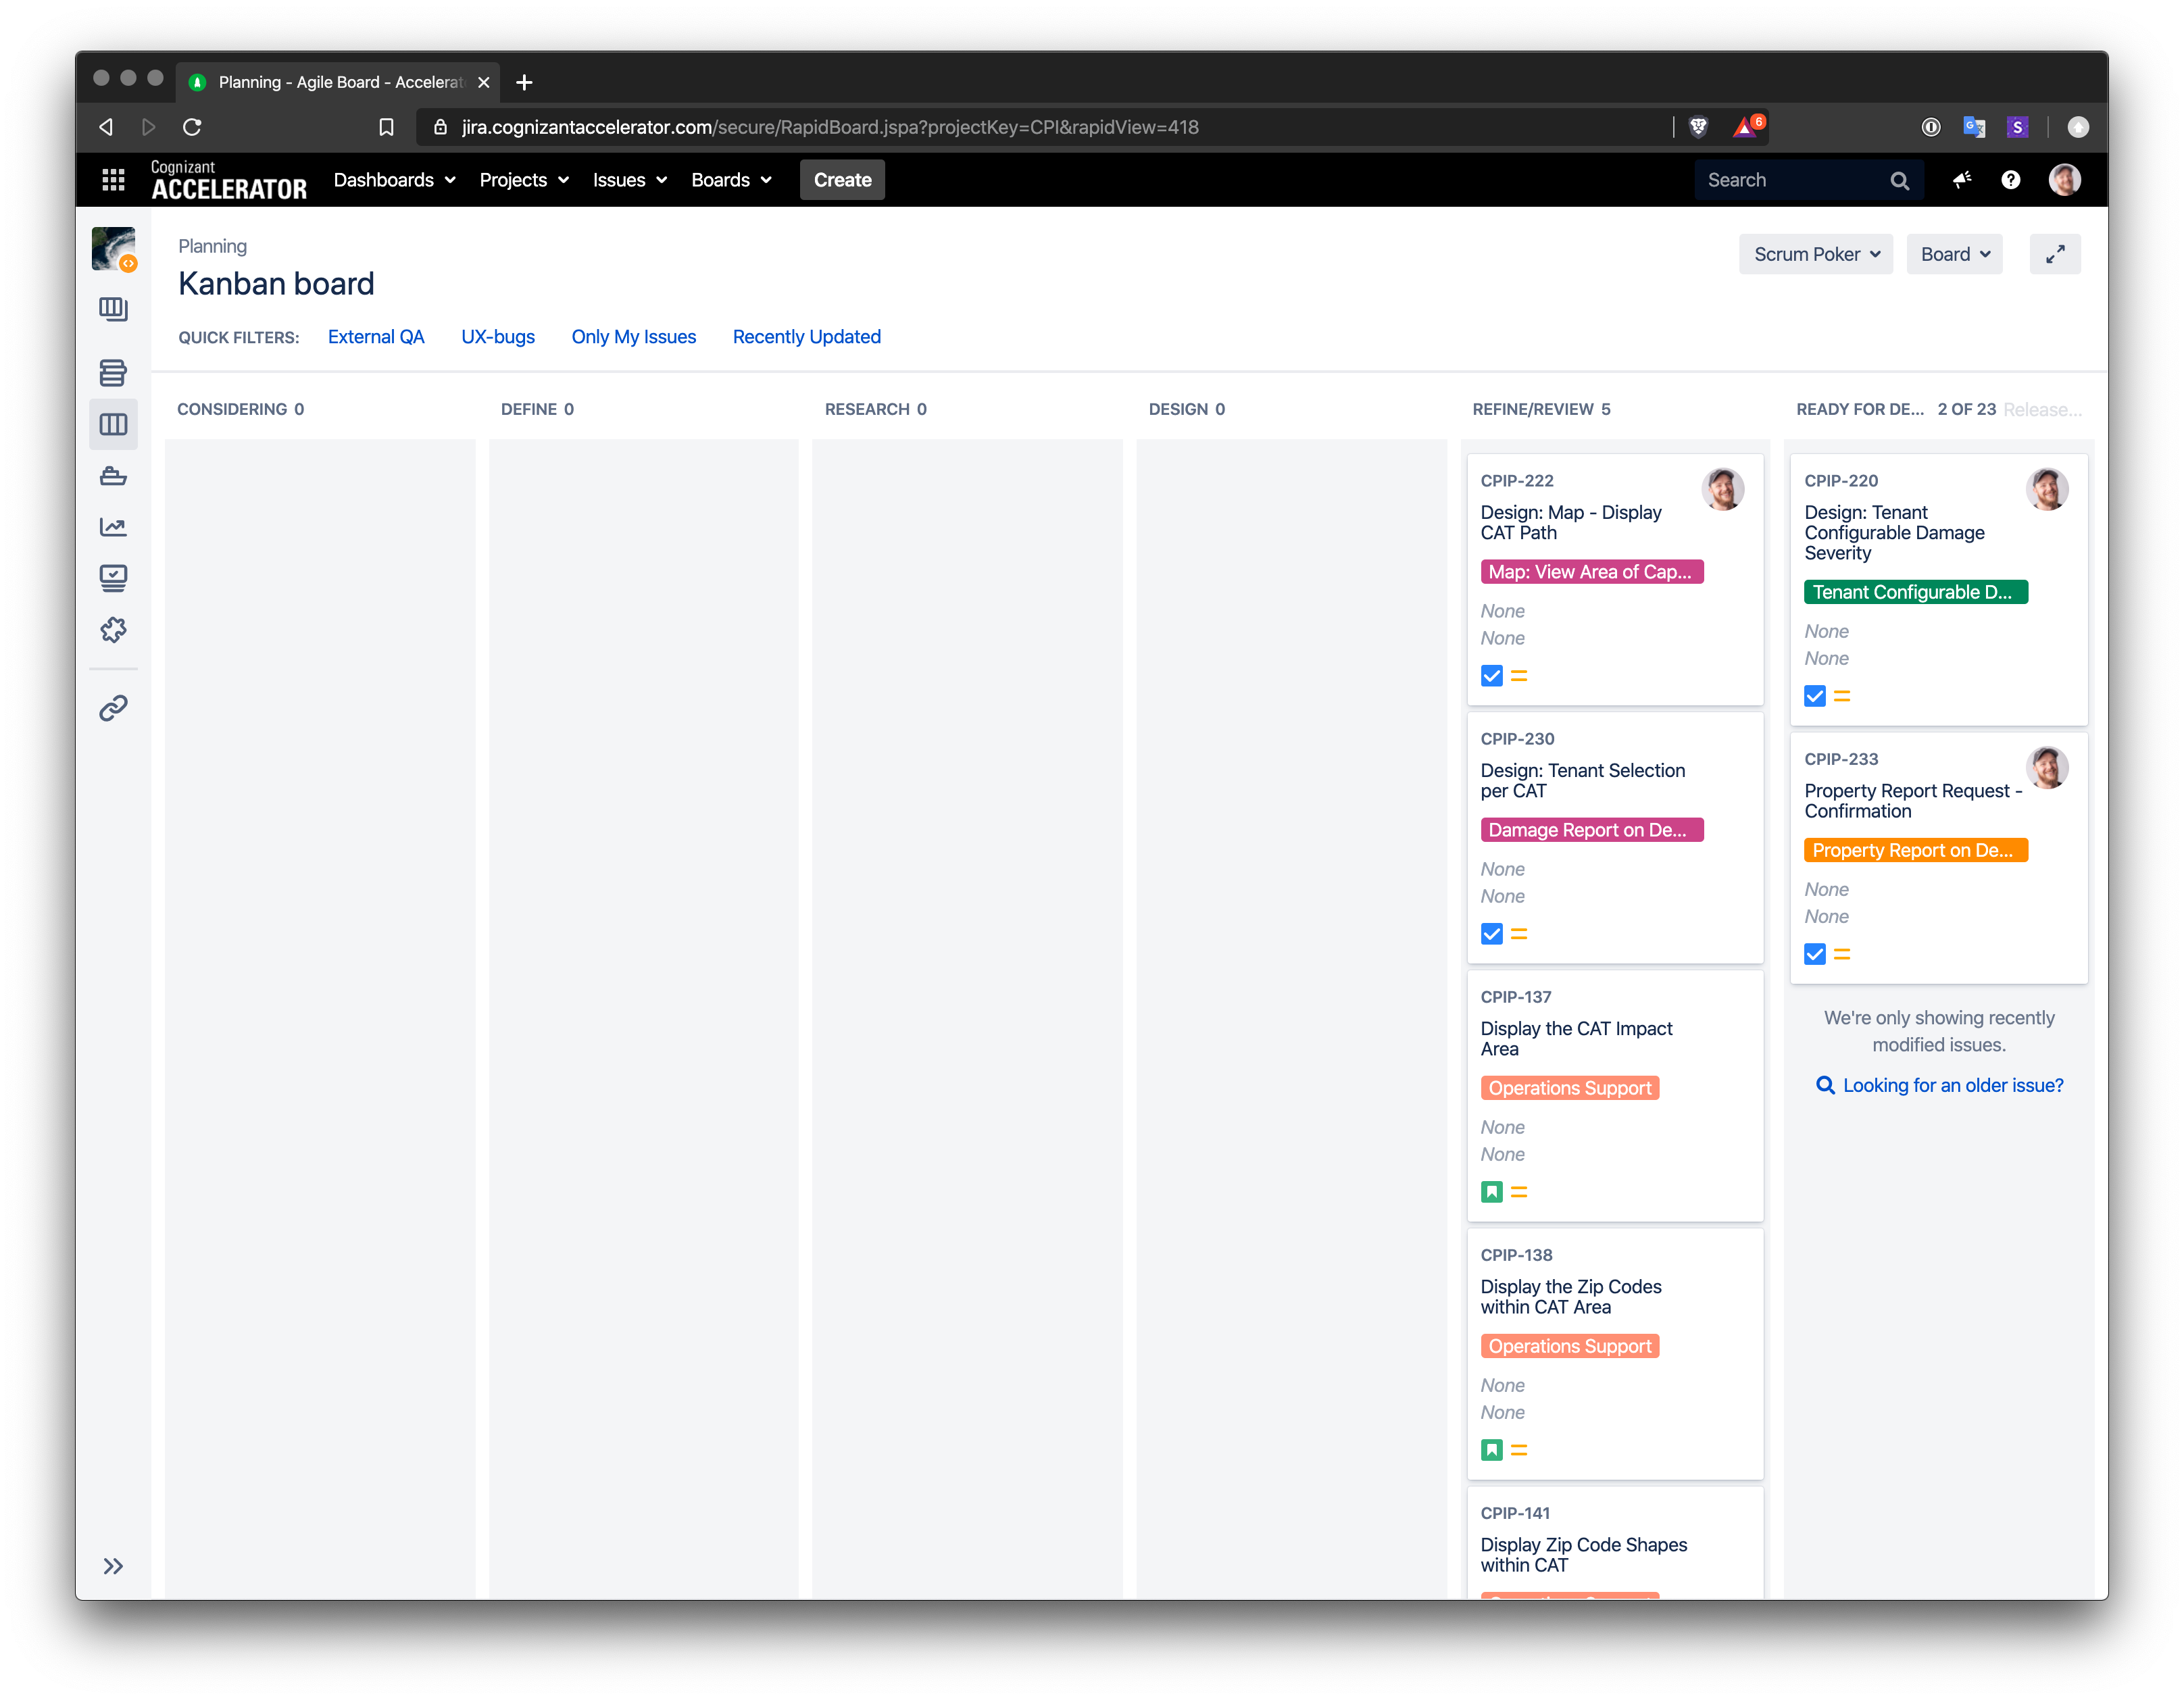 Planning - Agile Board - Accelerat
jira.cognizantaccelerator.com/secure/RapidBoard.jspa?projectKey=CPI&rapidView=418
6
S
Cognizant
ACCELERATOR
Dashboards
Projects
Issues
Boards
Create
Search
Planning
Kanban board
Scrum Poker
Board
QUICK FILTERS:
External QA
UX-bugs
Only My Issues
Recently Updated
CONSIDERING 0
DEFINE 0
RESEARCH 0
DESIGN 0
REFINE/REVIEW 5
READY FOR DE... 2 OF 23 Release...
CPIP-222
Design: Map - Display
CAT Path
Map: View Area of Cap...
None
None
CPIP-230
Design: Tenant Selection
per CAT
Damage Report on De...
None
None
CPIP-137
Display the CAT Impact
Area
Operations Support
None
None
CPIP-138
Display the Zip Codes
within CAT Area
Operations Support
None
None
CPIP-141
Display Zip Code Shapes
within CAT
CPIP-220
Design: Tenant
Configurable Damage
Severity
Tenant Configurable D...
None
None
CPIP-233
Property Report Request -
Confirmation
Property Report on De...
None
None
We're only showing recently
modified issues.
Looking for an older issue?